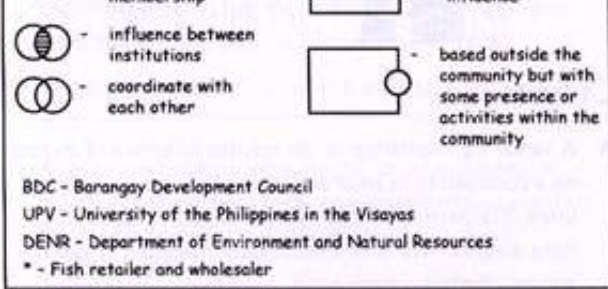 membership
influence
- influence between
institutions
- coordinate with
each other
- based outside the
community but with
some presence or
activities within the
community
BDC - Barangay Development Council
UPV - University of the Philippines in the Visayas
DENR - Department of Environment and Natural Resources
* - Fish retailer and wholesaler